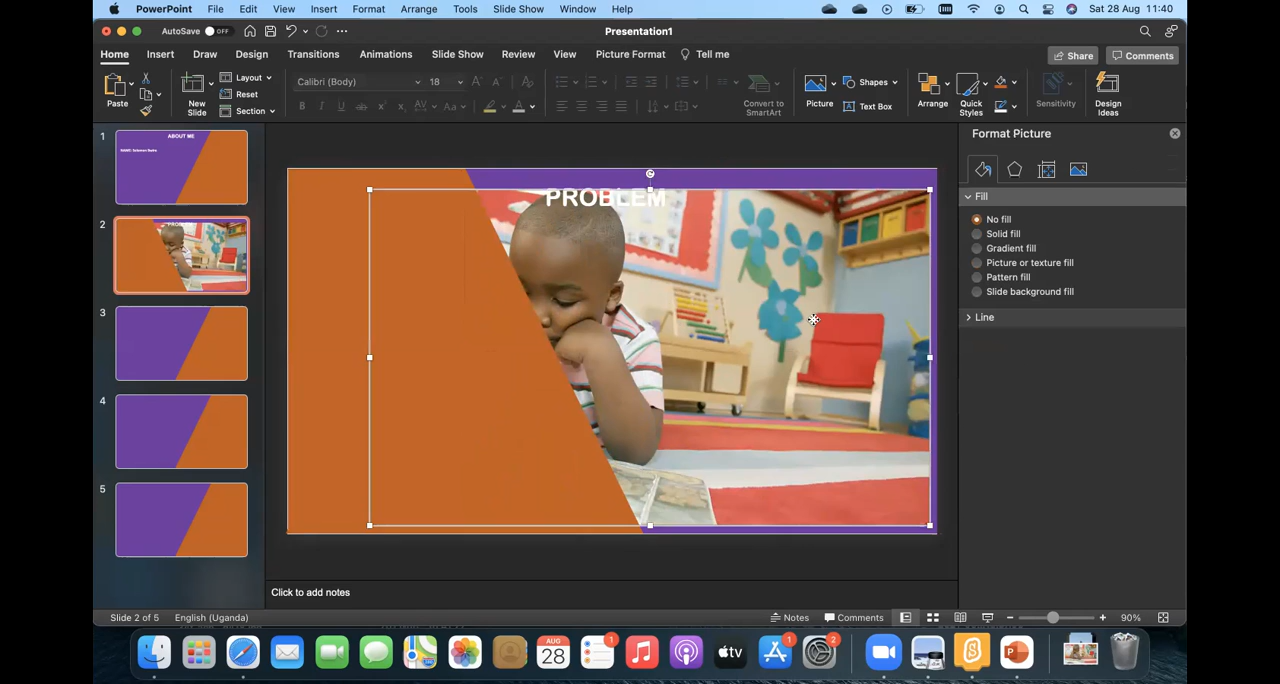 PowerPoint File Edit View Insert Format Arrange Tools Slide Show Window Help Sat 28 Aug 11:40
AutoSave OFF Presentation1
Home Insert Draw Design Transitions Animations Slide Show Review View Picture Format Tell me Share Comments
Paste New Slide Layout Reset Section Calibri (Body) 18 Convert to SmartArt Picture Shapes Text Box Arrange Quick Styles Sensitivity Design Ideas
1
ABOUT ME
2
3
4
5
PROBLEM
Format Picture
Fill
No fill
Solid fill
Gradient fill
Picture or texture fill
Pattern fill
Slide background fill
Line
Click to add notes
Slide 2 of 5 English (Uganda) Notes Comments 90%
AUG
28
1
tv
1
2